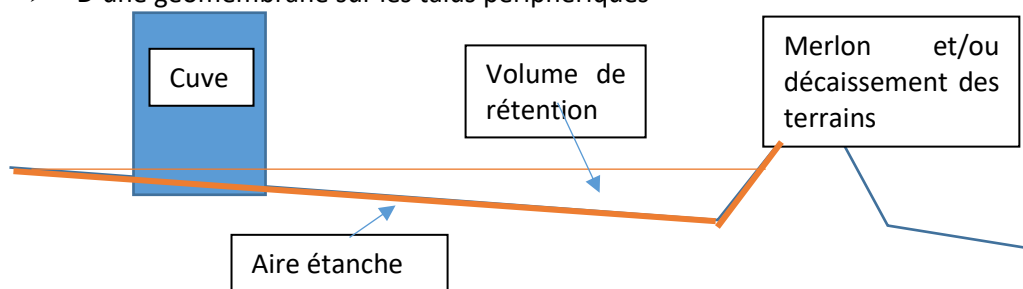 D'une géomembrane sur les talus périphériques
Cuve
Volume de
rétention
Merlon et/ou
décaissement des
terrains
Aire étanche